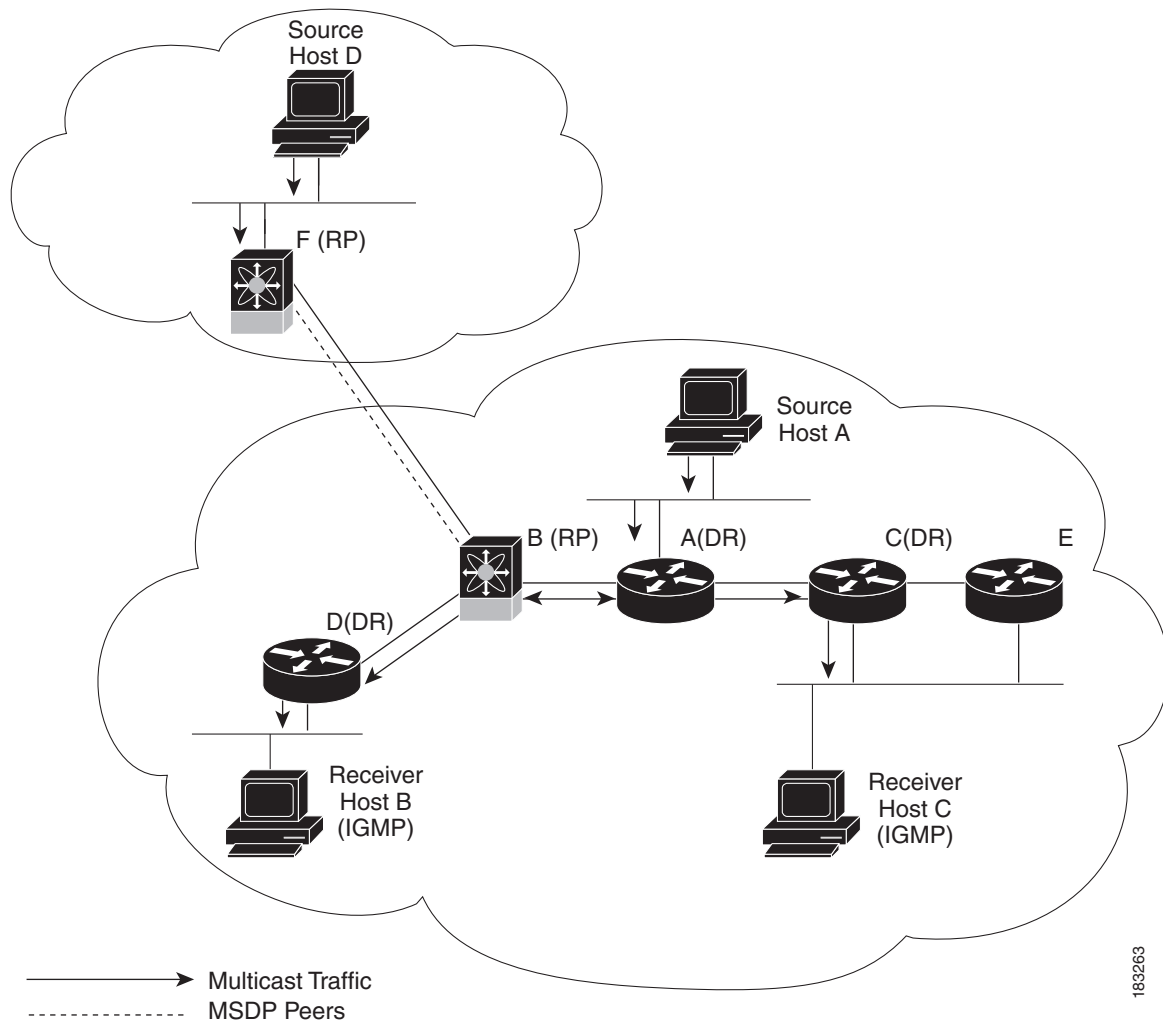 Source
Host D
F (RP)
Source
Host A
B (RP)
A(DR)
C(DR)
E
D(DR)
Receiver
Host B
(IGMP)
Receiver
Host C
(IGMP)
Multicast Traffic
MSDP Peers
183263